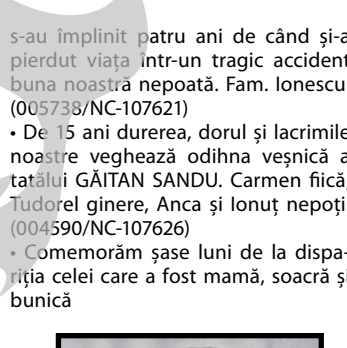 s-au împlinit patru ani de când și-a
pierdut viața într-un tragic accident
buna noastră nepoată. Fam. Ionescu.
(005738/NC-107621)
• De 15 ani durerea, dorul și lacrimile
noastre veghează odihna veșnică a
tatălui GĂITAN SANDU. Carmen fiică,
Tudorel ginere, Anca și Ionuț nepoți.
(004590/NC-107626)
• Comemorăm șase luni de la dispa-
riția celei care a fost mamă, soacră și
bunică